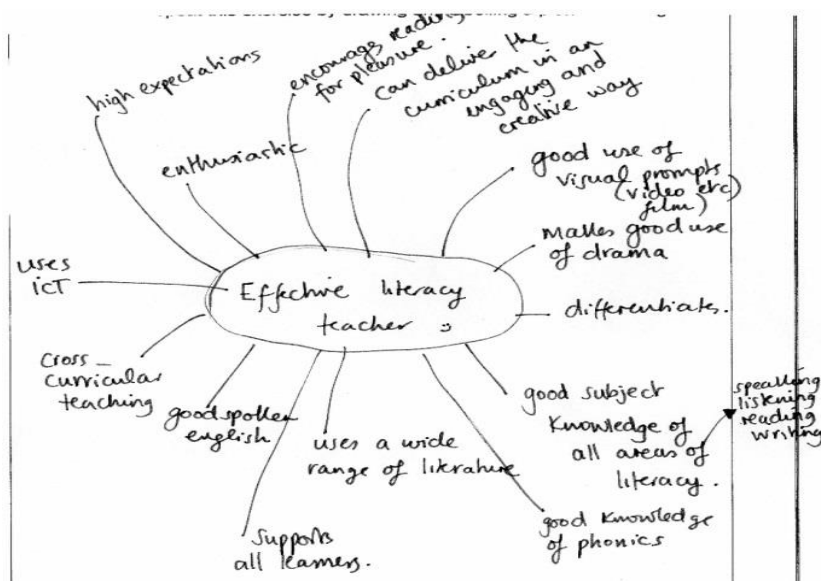 high expectations
enthusiastic
encourage reading
for pleasure.
can deliver the
curriculum in an
engaging and
creative way
good use of
visual prompts
(video etc
film)
Makes good use
of drama
differentiates.
good subject
knowledge of
all areas of
literacy.
speaking
listening
reading
writing
good knowledge
of phonics
uses a wide
range of literature
supports
all learners.
good spoken
english
cross-
curricular
teaching
uses
ICT
Effective literacy
teacher